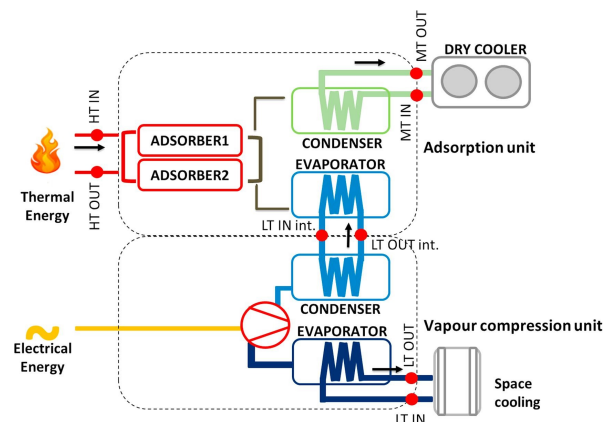 MT OUT
DRY COOLER
HT IN
MT IN
ADSORBER1
CONDENSER
Adsorption unit
ADSORBER2
EVAPORATOR
Thermal
Energy
HT OUT
LT IN int.
LT OUT int.
CONDENSER
EVAPORATOR
LT OUT
Vapour compression unit
Electrical
Energy
Space
cooling
LT IN